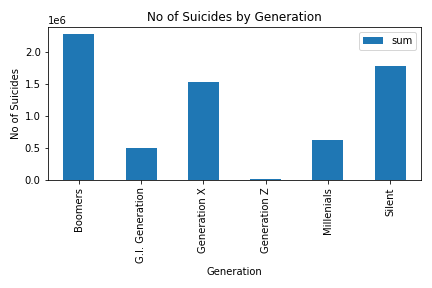 No of Suicides by Generation
1e6
sum
2.0
1.5
1.0
0.5
0.0
No of Suicides
Boomers
G.I. Generation
Generation X
Generation Z
Millenials
Silent
Generation